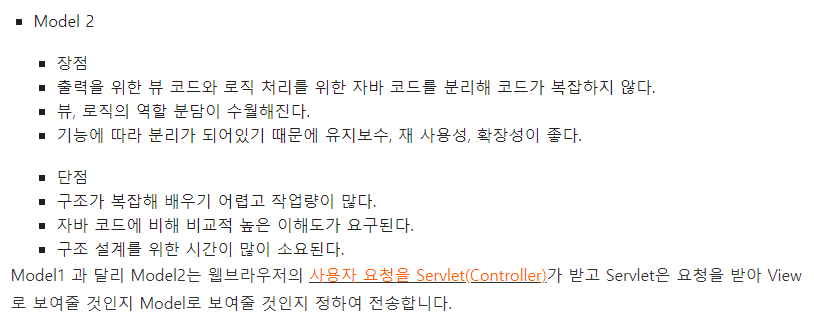 Model 2
장점
출력을 위한 뷰 코드와 로직 처리를 위한 자바 코드를 분리해 코드가 복잡하지 않다.
뷰, 로직의 역할 분담이 수월해진다.
기능에 따라 분리가 되어있기 때문에 유지보수, 재 사용성, 확장성이 좋다.
단점
구조가 복잡해 배우기 어렵고 작업량이 많다.
자바 코드에 비해 비교적 높은 이해도가 요구된다.
구조 설계를 위한 시간이 많이 소요된다.
Model1 과 달리 Model2는 웹브라우저의 사용자 요청을 Servlet(Controller)가 받고 Servlet은 요청을 받아 View
로 보여줄 것인지 Model로 보여줄 것인지 정하여 전송합니다.